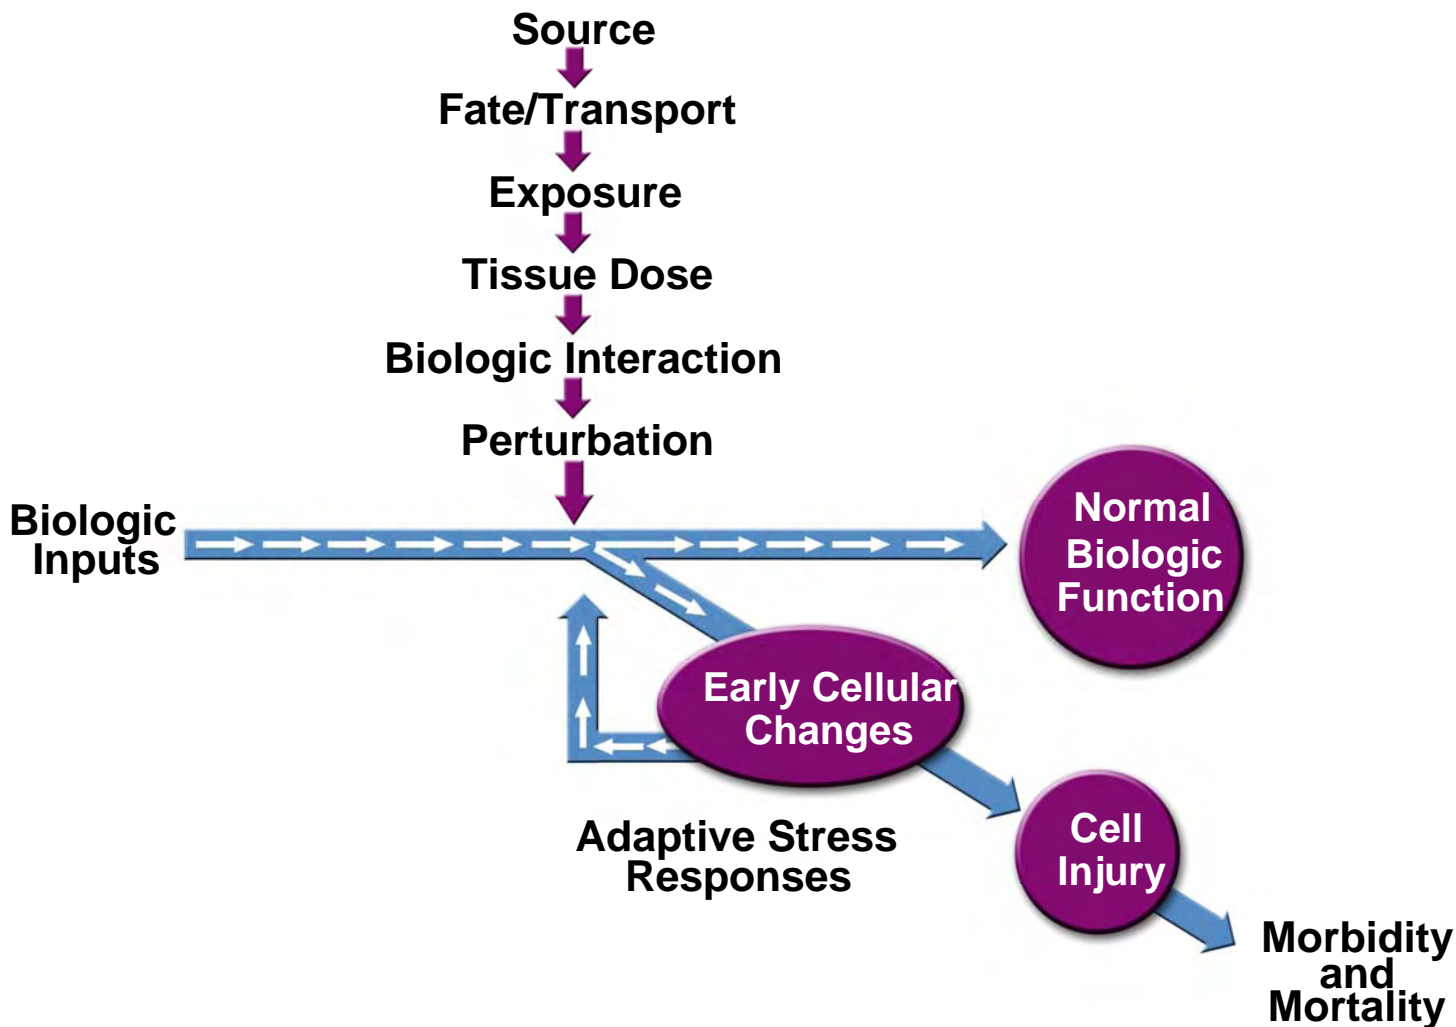 Source
Fate/Transport
Exposure
Tissue Dose
Biologic Interaction
Perturbation
Biologic
Inputs
Normal
Biologic
Function
Early Cellular
Changes
Adaptive Stress
Responses
Cell
Injury
Morbidity
and
Mortality